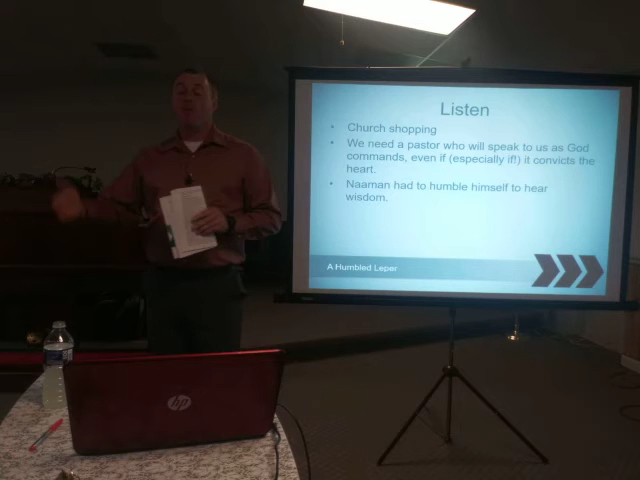 Listen
• Church shopping
• We need a pastor who will speak to us as God
commands, even if (especially if!) it convicts the
heart.
• Naaman had to humble himself to hear
wisdom.
A Humbled Leper
hp